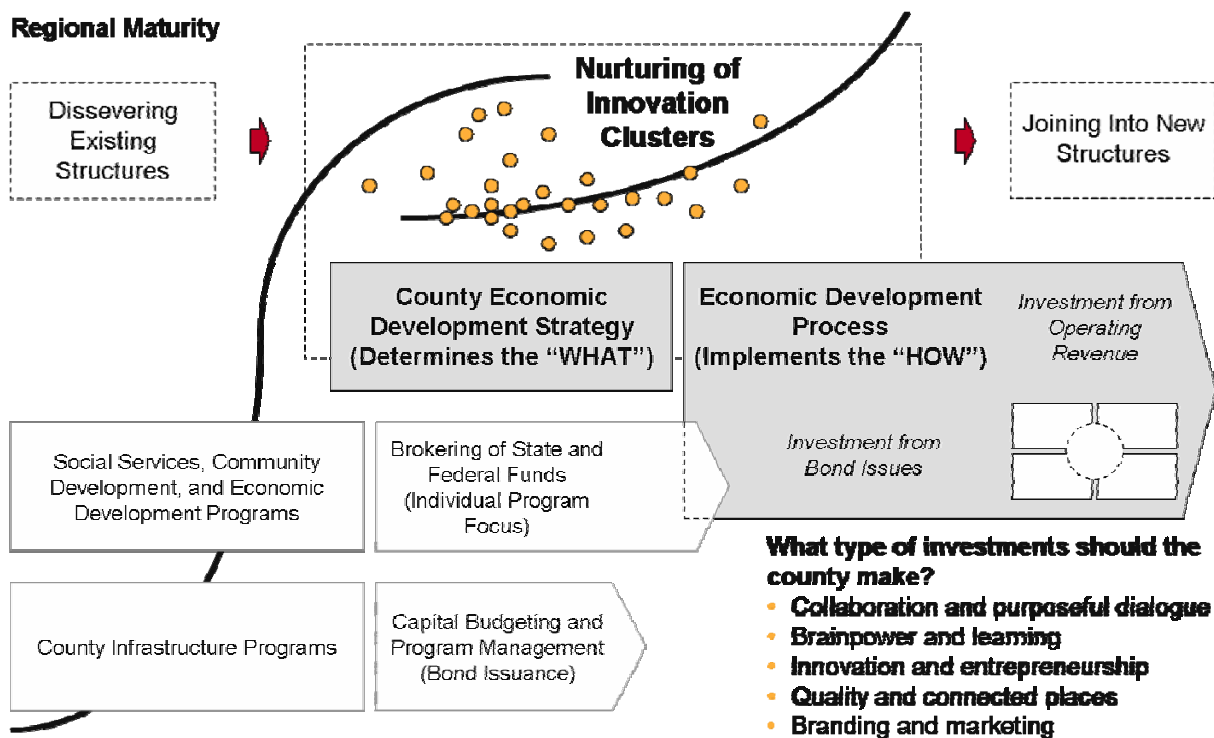 Regional Maturity
Dissevering
Existing
Structures
Nurturing of
Innovation
Clusters
Joining Into New
Structures
County Economic
Development Strategy
(Determines the “WHAT”)
Economic Development
Process
(Implements the “HOW”)
Investment from
Operating
Revenue
Investment from
Bond Issues
Social Services, Community
Development, and Economic
Development Programs
Brokering of State and
Federal Funds
(Individual Program
Focus)
County Infrastructure Programs
Capital Budgeting and
Program Management
(Bond Issuance)
What type of investments should the
county make?
• Collaboration and purposeful dialogue
• Brainpower and learning
• Innovation and entrepreneurship
• Quality and connected places
• Branding and marketing